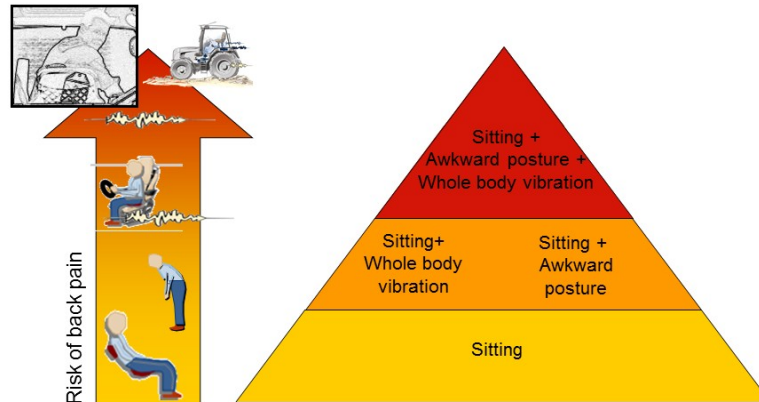 Risk of back pain
Sitting +
Awkward posture +
Whole body vibration
Sitting+
Whole body
vibration
Sitting +
Awkward
posture
Sitting